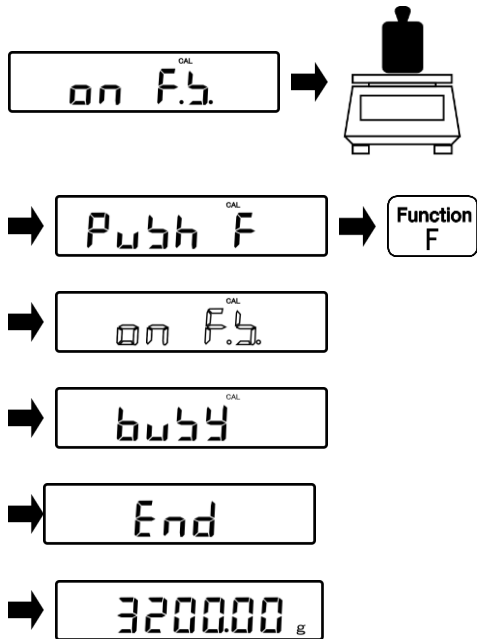 CAL
on F.S.
CAL
Push F
Function
F
CAL
on F.S.
CAL
busy
End
3200.00 g